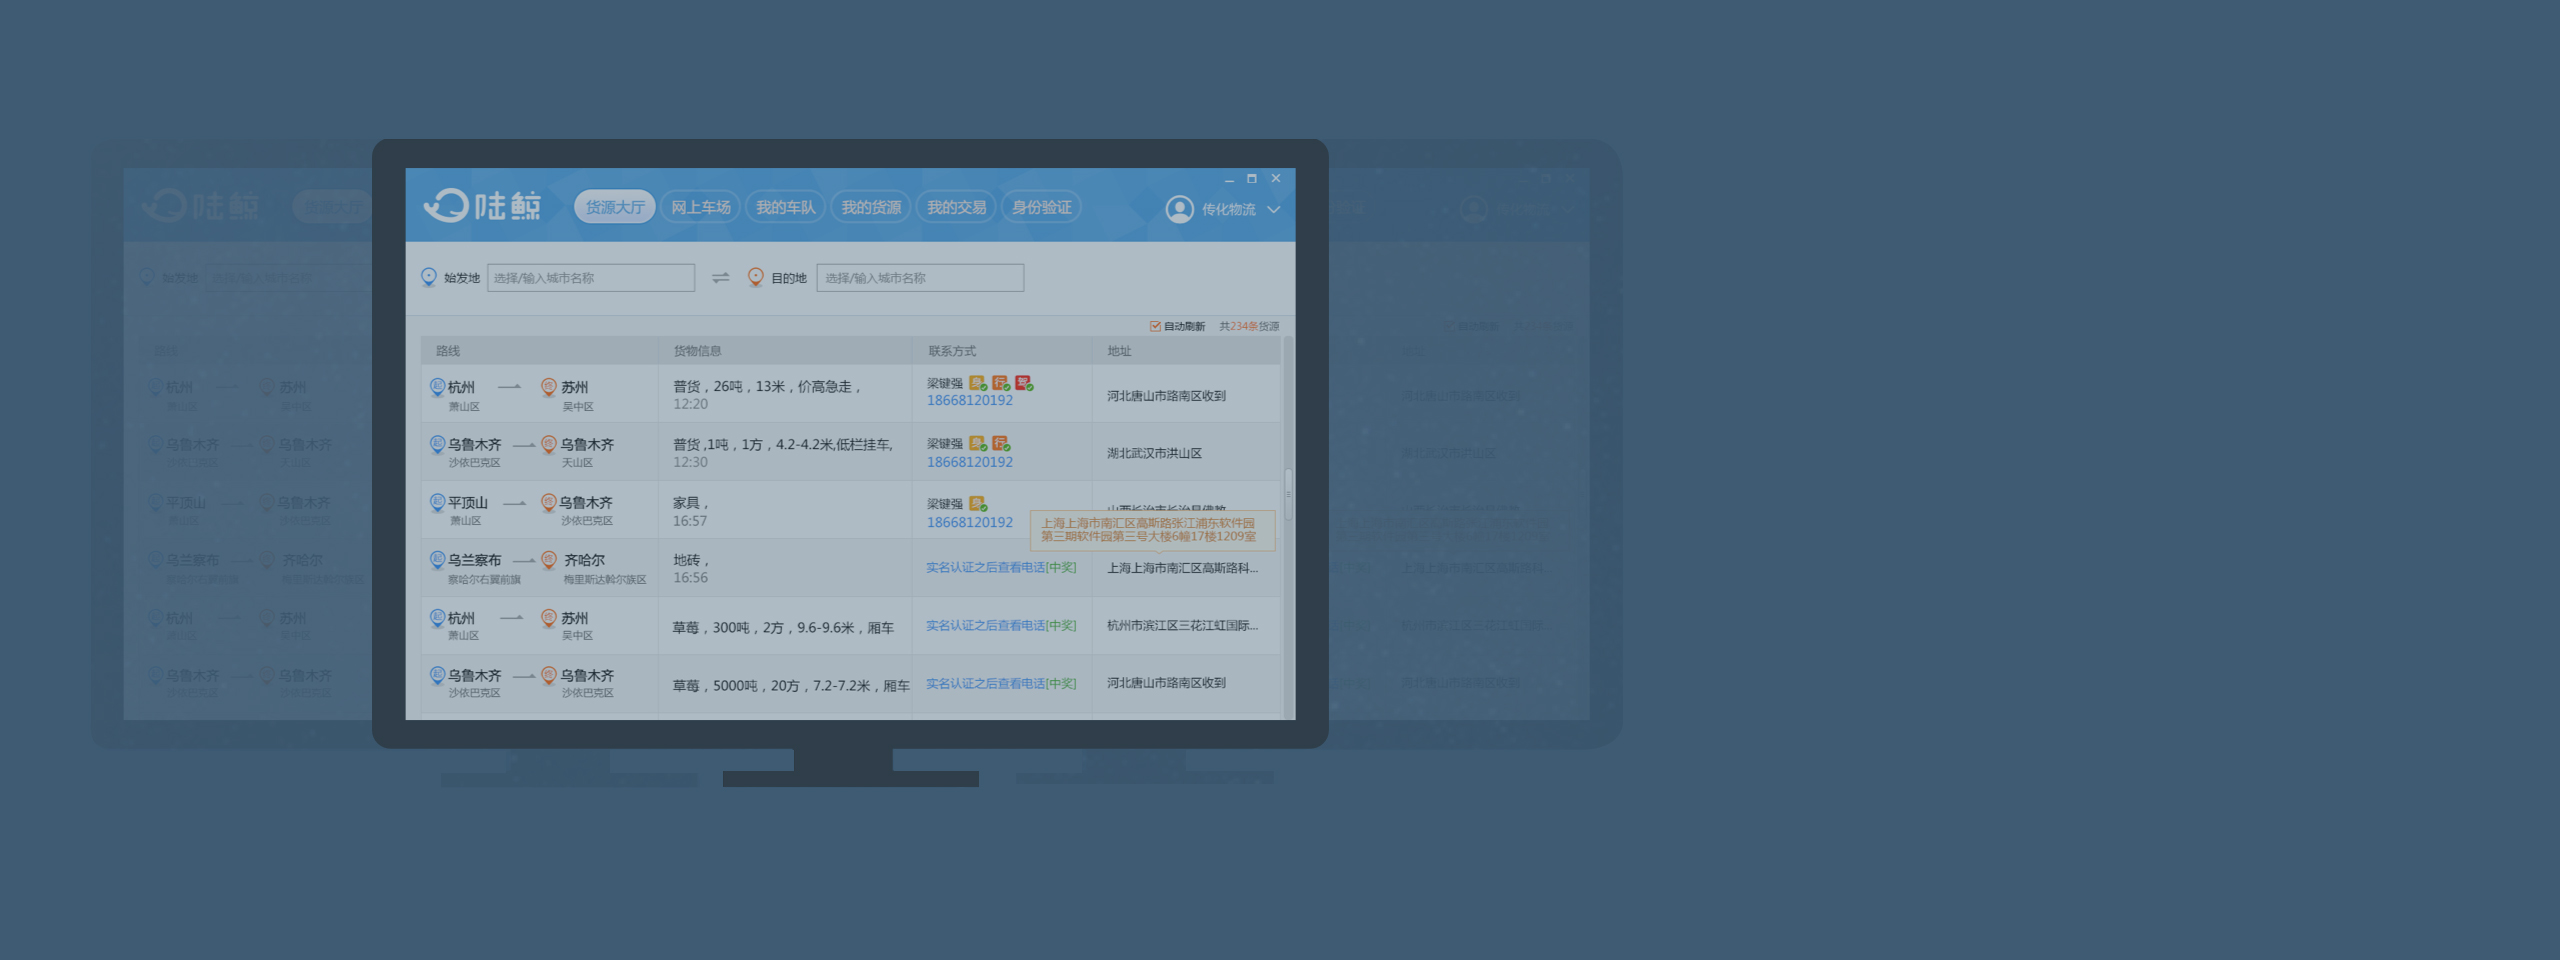 陆鲸
货源大厅 网上车场 我的车队 我的货源 我的交易 身份验证
传化物流
始发地 选择/输入城市名称 目的地 选择/输入城市名称
自动刷新 共234条货源
路线 货物信息 联系方式 地址
起 杭州 终 苏州 普货，26吨，13米，价高急走， 梁键强 身 行 驾
萧山区 吴中区 12:20 18668120192 河北唐山市路南区收到
起 乌鲁木齐 终 乌鲁木齐 普货 ,1吨，1方，4.2-4.2米,低栏挂车, 梁键强 身 行
沙依巴克区 天山区 12:30 18668120192 湖北武汉市洪山区
起 平顶山 终 乌鲁木齐 家具， 梁键强 身
萧山区 沙依巴克区 16:57 18668120192
上海上海市南汇区高斯路张江浦东软件园
第三期软件园第三号大楼6幢17楼1209室
起 乌兰察布 终 齐哈尔 地砖， 实名认证之后查看电话[中奖] 上海上海市南汇区高斯路科...
察哈尔右翼前旗 梅里斯达斡尔族区 16:56
起 杭州 终 苏州 草莓，300吨，2方，9.6-9.6米，厢车 实名认证之后查看电话[中奖] 杭州市滨江区三花江虹国际...
萧山区 吴中区
起 乌鲁木齐 终 乌鲁木齐 草莓，5000吨，20方，7.2-7.2米，厢车 实名认证之后查看电话[中奖] 河北唐山市路南区收到
沙依巴克区 沙依巴克区